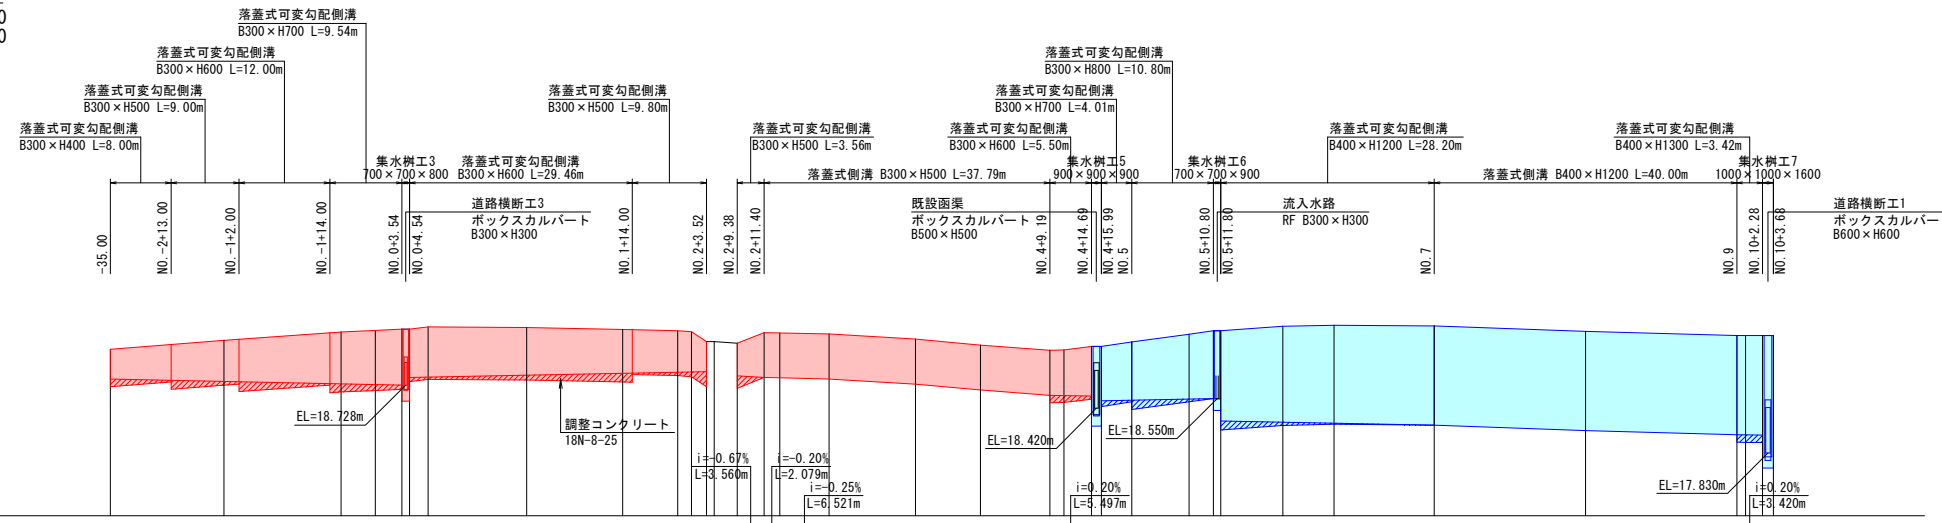 0
0
落蓋式可変勾配側溝
B300×H700 L=9.54m
落蓋式可変勾配側溝
B300×H600 L=12.00m
落蓋式可変勾配側溝
B300×H500 L=9.00m
落蓋式可変勾配側溝
B300×H400 L=8.00m
集水桝工3
700×700×800
落蓋式可変勾配側溝
B300×H600 L=29.46m
落蓋式可変勾配側溝
B300×H500 L=9.80m
落蓋式可変勾配側溝
B300×H500 L=3.56m
落蓋式側溝 B300×H500 L=37.79m
落蓋式可変勾配側溝
B300×H600 L=5.50m
落蓋式可変勾配側溝
B300×H700 L=4.01m
落蓋式可変勾配側溝
B300×H800 L=10.80m
集水桝工5
900×900×900
集水桝工6
700×700×900
落蓋式可変勾配側溝
B400×H1200 L=28.20m
落蓋式側溝 B400×H1200 L=40.00m
落蓋式可変勾配側溝
B400×H1300 L=3.42m
集水桝工7
1000×1000×1600
道路横断工3
ボックスカルバート
B300×H300
既設函渠
ボックスカルバート
B500×H500
流入水路
RF B300×H300
道路横断工1
ボックスカルバー
B600×H600
-35.00
NO.-2+13.00
NO.-1+2.00
NO.-1+14.00
NO.0+3.54
NO.0+4.54
NO.1+14.00
NO.2+3.52
NO.2+9.38
NO.2+11.40
NO.4+9.19
NO.4+14.69
NO.4+15.99
NO.5
NO.5+10.80
NO.5+11.80
NO.7
NO.9
NO.10+2.28
NO.10+3.68
EL=18.728m
調整コンクリート
18N-8-25
EL=18.420m
EL=18.550m
EL=17.830m
i=-0.67%
L=3.560m
i=-0.20%
L=2.079m
i=-0.25%
L=6.521m
i=0.20%
L=5.497m
i=0.20%
L=3.420m